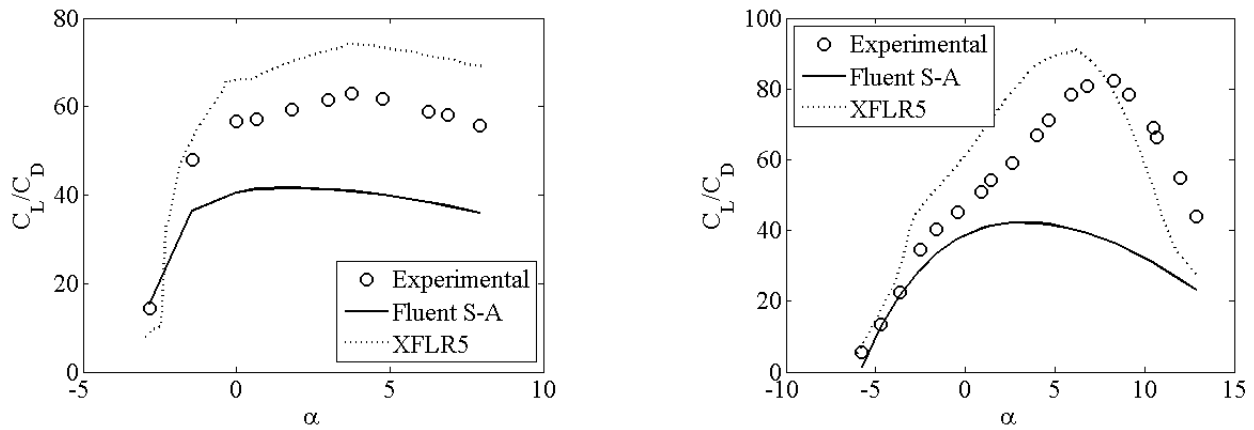 80
60
40
20
0
C_L/C_D
-5
0
5
10
α
Experimental
Fluent S-A
XFLR5
100
80
60
40
20
0
C_L/C_D
-10
-5
0
5
10
15
α
Experimental
Fluent S-A
XFLR5